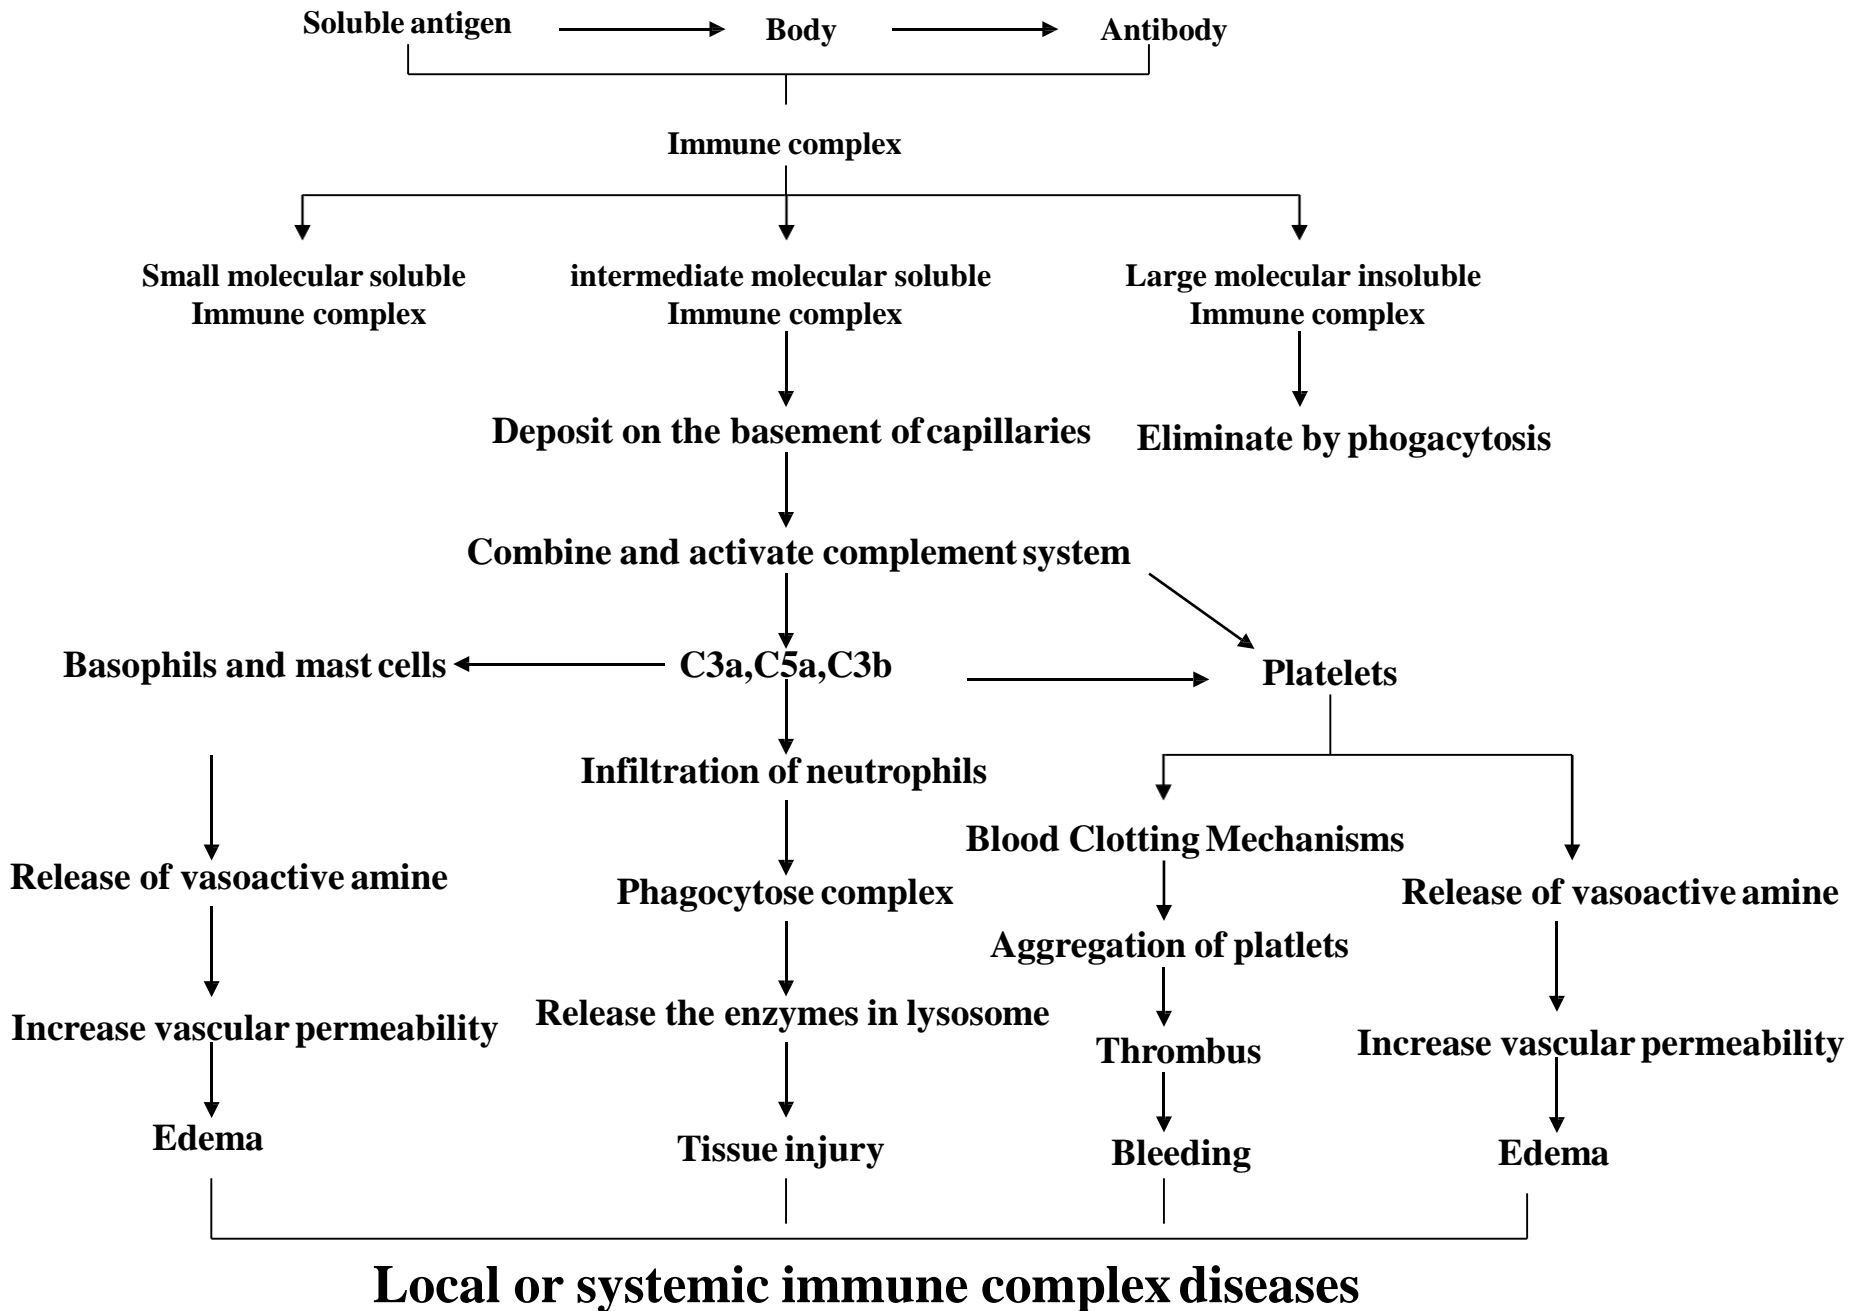 Soluble antigen
Body
Antibody
Immune complex
Small molecular soluble
Immune complex
intermediate molecular soluble
Immune complex
Large molecular insoluble
Immune complex
Deposit on the basement of capillaries
Eliminate by phogacytosis
Combine and activate complement system
Basophils and mast cells
C3a,C5a,C3b
Platelets
Infiltration of neutrophils
Blood Clotting Mechanisms
Release of vasoactive amine
Phagocytose complex
Release of vasoactive amine
Aggregation of platlets
Increase vascular permeability
Release the enzymes in lysosome
Thrombus
Increase vascular permeability
Edema
Tissue injury
Bleeding
Edema
Local or systemic immune complex diseases